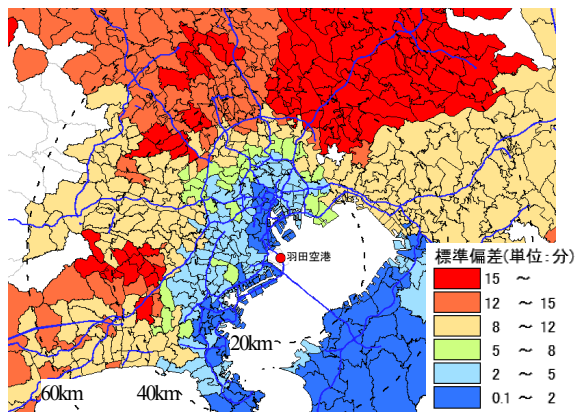 羽田空港
標準偏差(単位:分)
15 ～
12 ～ 15
8 ～ 12
5 ～ 8
2 ～ 5
0.1 ～ 2
20km
60km
40km